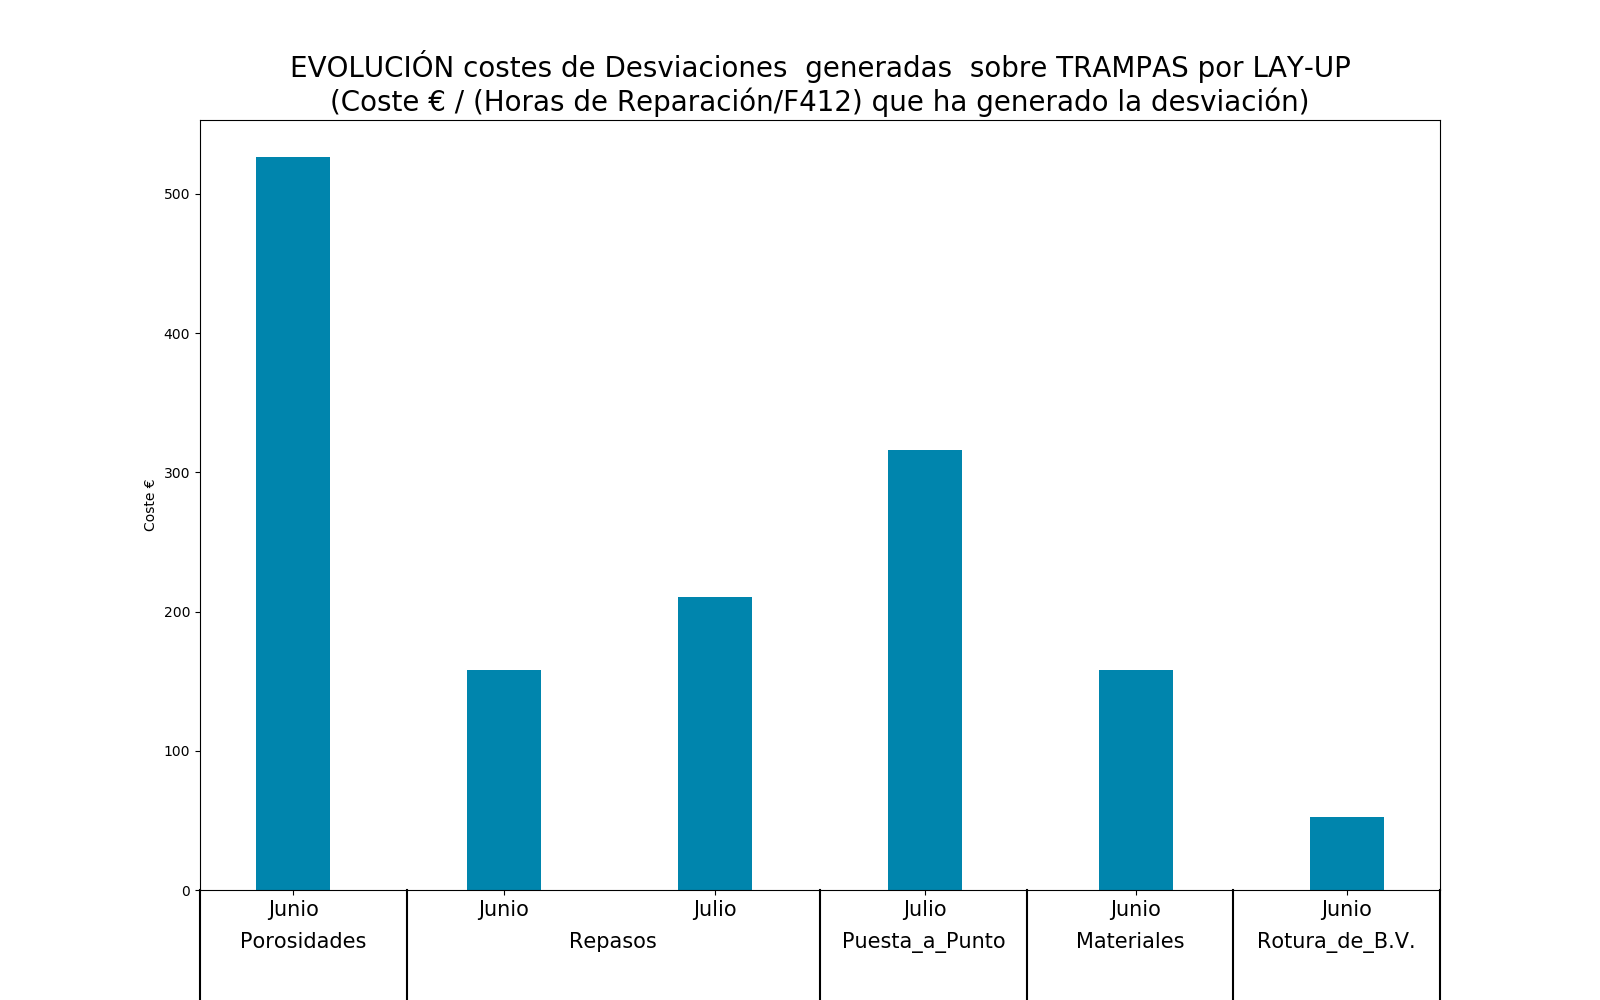 EVOLUCIÓN costes de Desviaciones  generadas  sobre TRAMPAS por LAY-UP
(Coste € / (Horas de Reparación/F412) que ha generado la desviación)
500
400
300
200
100
0
Coste €
Junio Junio Julio Julio Junio Junio
Porosidades Repasos Puesta_a_Punto Materiales Rotura_de_B.V.